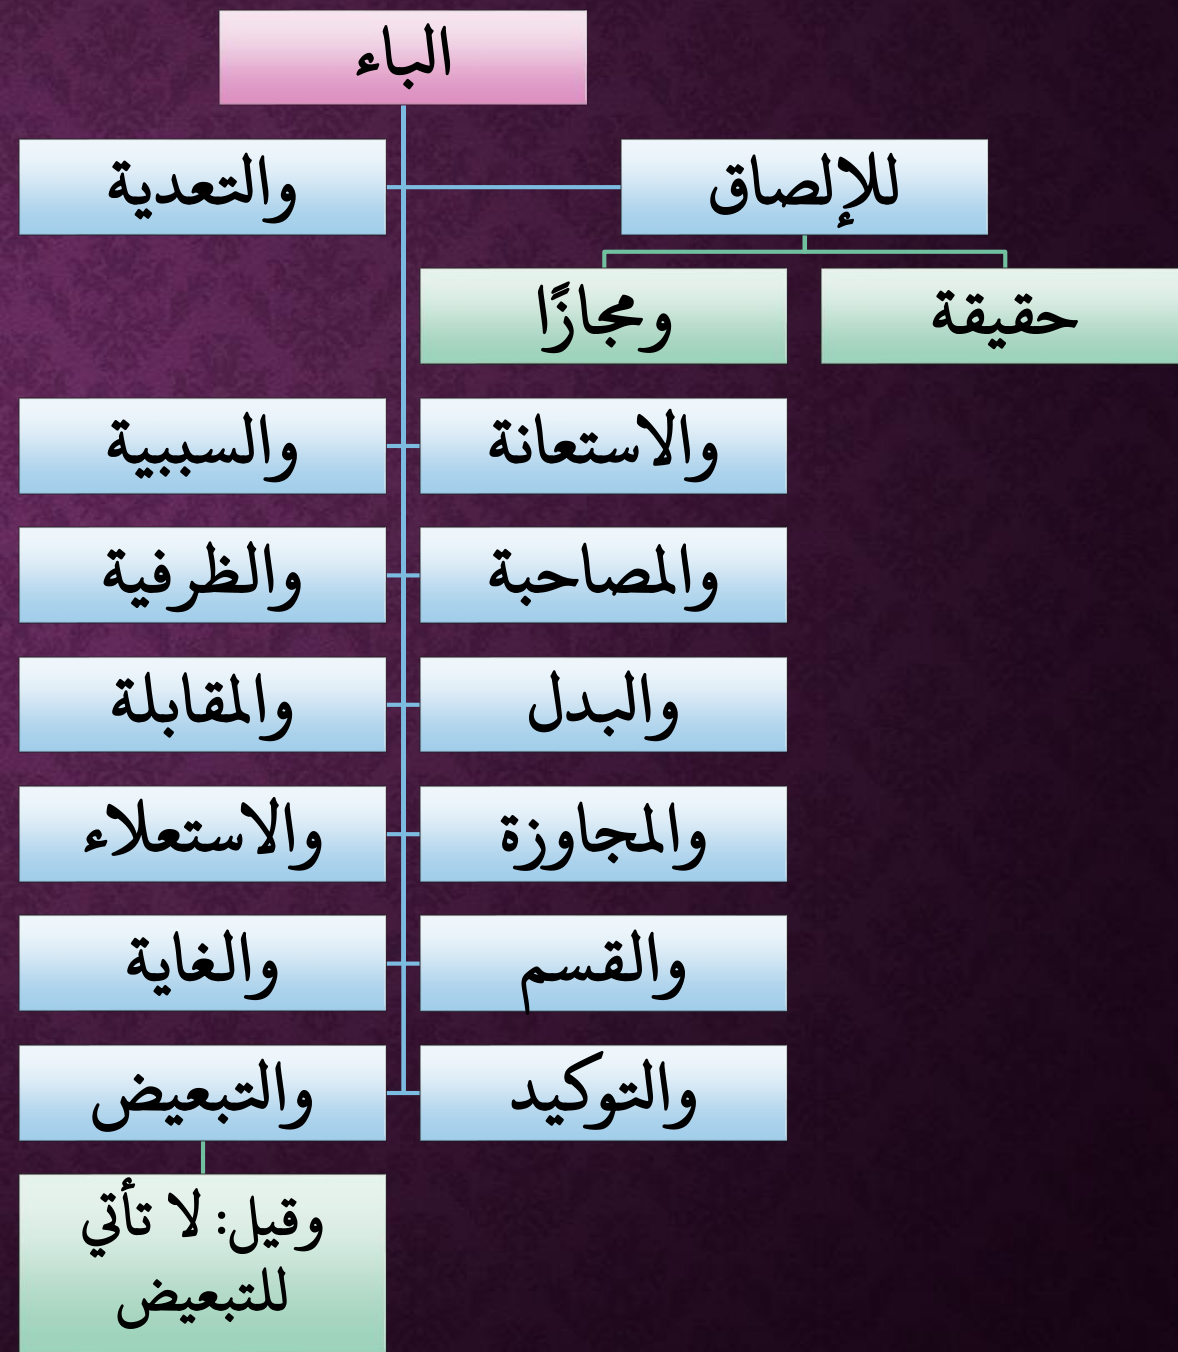 الباء
للإلصاق
والتعدية
حقيقة
ومجازًا
والاستعانة
والسببية
والمصاحبة
والظرفية
والبدل
والمقابلة
والمجاوزة
والاستعلاء
والقسم
والغاية
والتوكيد
والتبعيض
وقيل: لا تأتي
للتبعيض